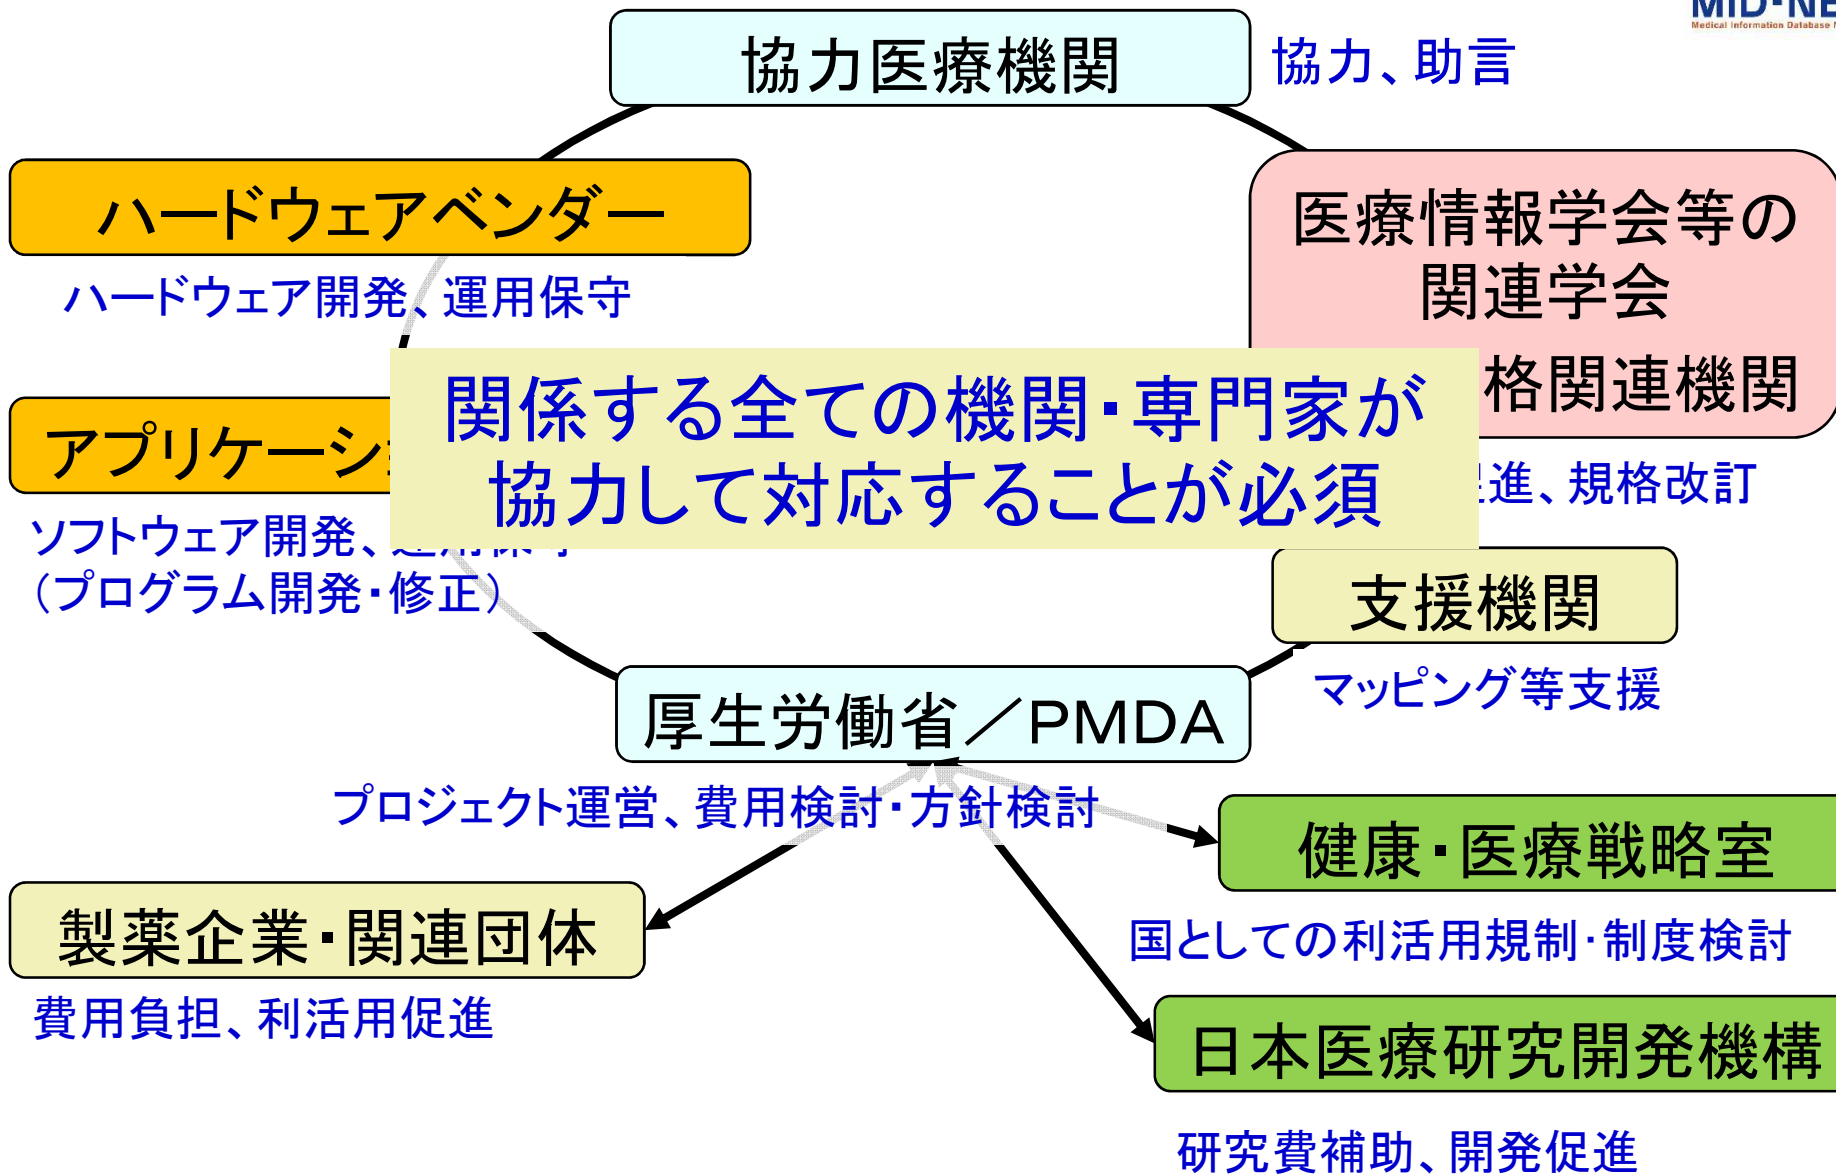 MID-NE
Medical Information Database
協力医療機関
協力、助言
ハードウェアベンダー
ハードウェア開発、運用保守
医療情報学会等の
関連学会
格関連機関
進、規格改訂
アプリケーシ
ソフトウェア開発、
(プログラム開発・修正)
関係する全ての機関・専門家が
協力して対応することが必須
支援機関
マッピング等支援
厚生労働省/PMDA
プロジェクト運営、費用検討・方針検討
健康・医療戦略室
国としての利活用規制・制度検討
製薬企業・関連団体
費用負担、利活用促進
日本医療研究開発機構
研究費補助、開発促進